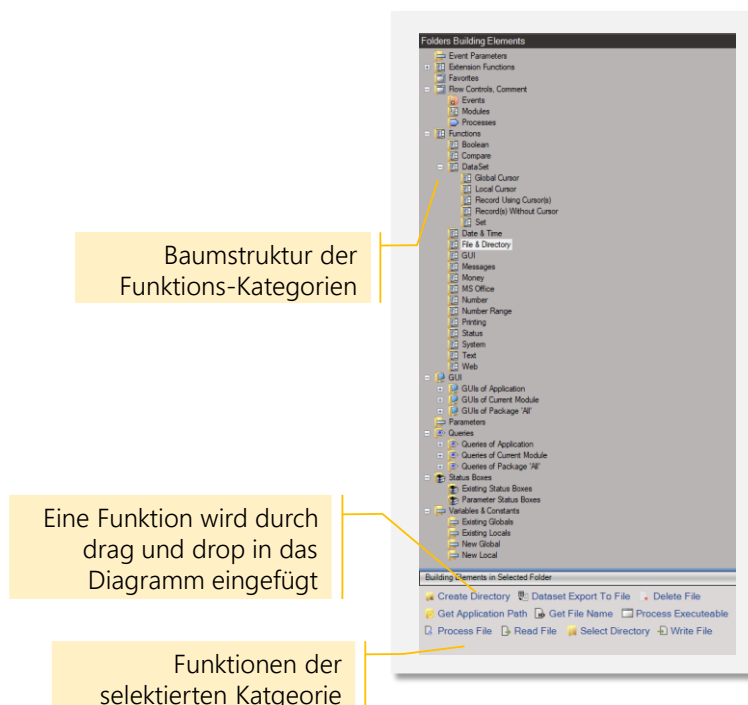 Folders Building Elements
Event Parameters
Extension Functions
Favorites
Flow Controls, Comment
Events
Modules
Processes
Functions
Boolean
Compare
DataSet
Global Cursor
Local Cursor
Record Using Cursor(s)
Record(s) Without Cursor
Set
Date & Time
File & Directory
GUI
Messages
Money
MS Office
Number
Number Range
Printing
Status
System
Text
Web
GUI
GUIs of Application
GUIs of Current Module
GUIs of Package 'All'
Parameters
Queries
Queries of Application
Queries of Current Module
Queries of Package 'All'
Status Boxes
Existing Status Boxes
Parameter Status Boxes
Variables & Constants
Existing Globals
Existing Locals
New Global
New Local
Building Elements in Selected Folder
Create Directory Dataset Export To File Delete File
Get Application Path Get File Name Process Executeable
Process File Read File Select Directory Write File
Baumstruktur der
Funktions-Kategorien
Eine Funktion wird durch
drag und drop in das
Diagramm eingefügt
Funktionen der
selektierten Katgeorie